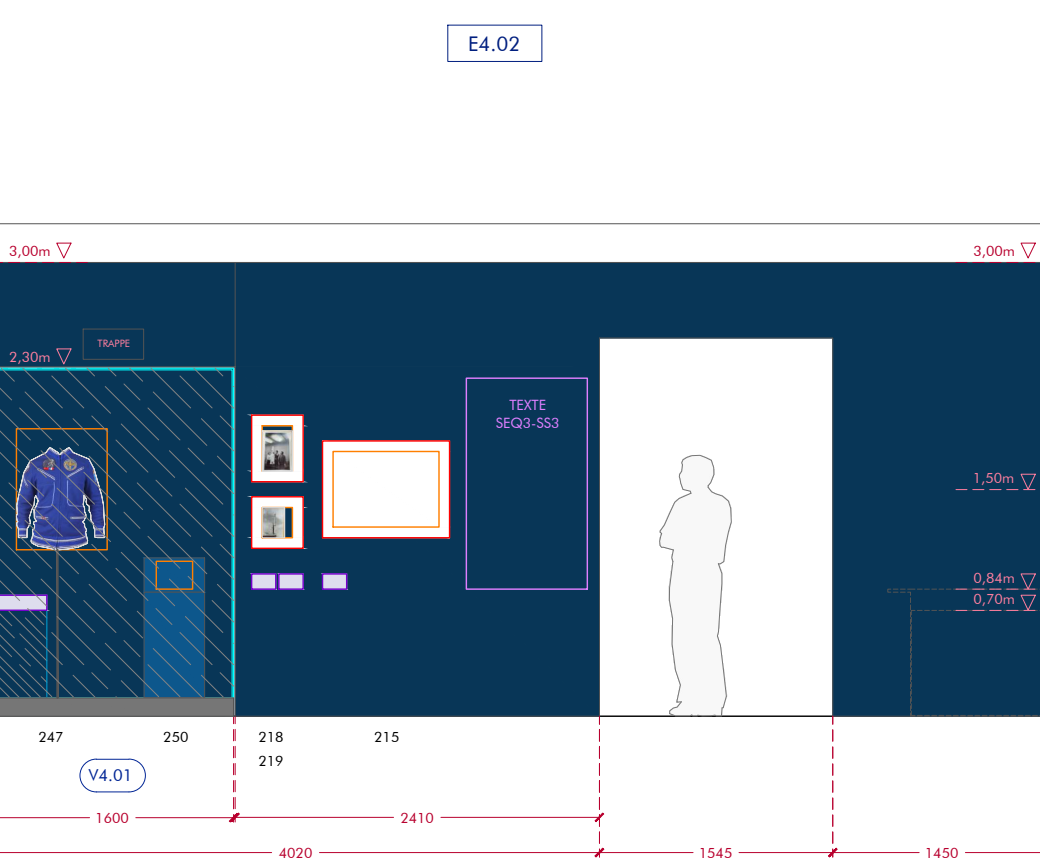 E4.02
3,00m
3,00m
TRAPPE
2,30m
TEXTE
SEQ3-SS3
1,50m
0,84m
0,70m
247
250
218
215
219
V4.01
1600
2410
4020
1545
1450